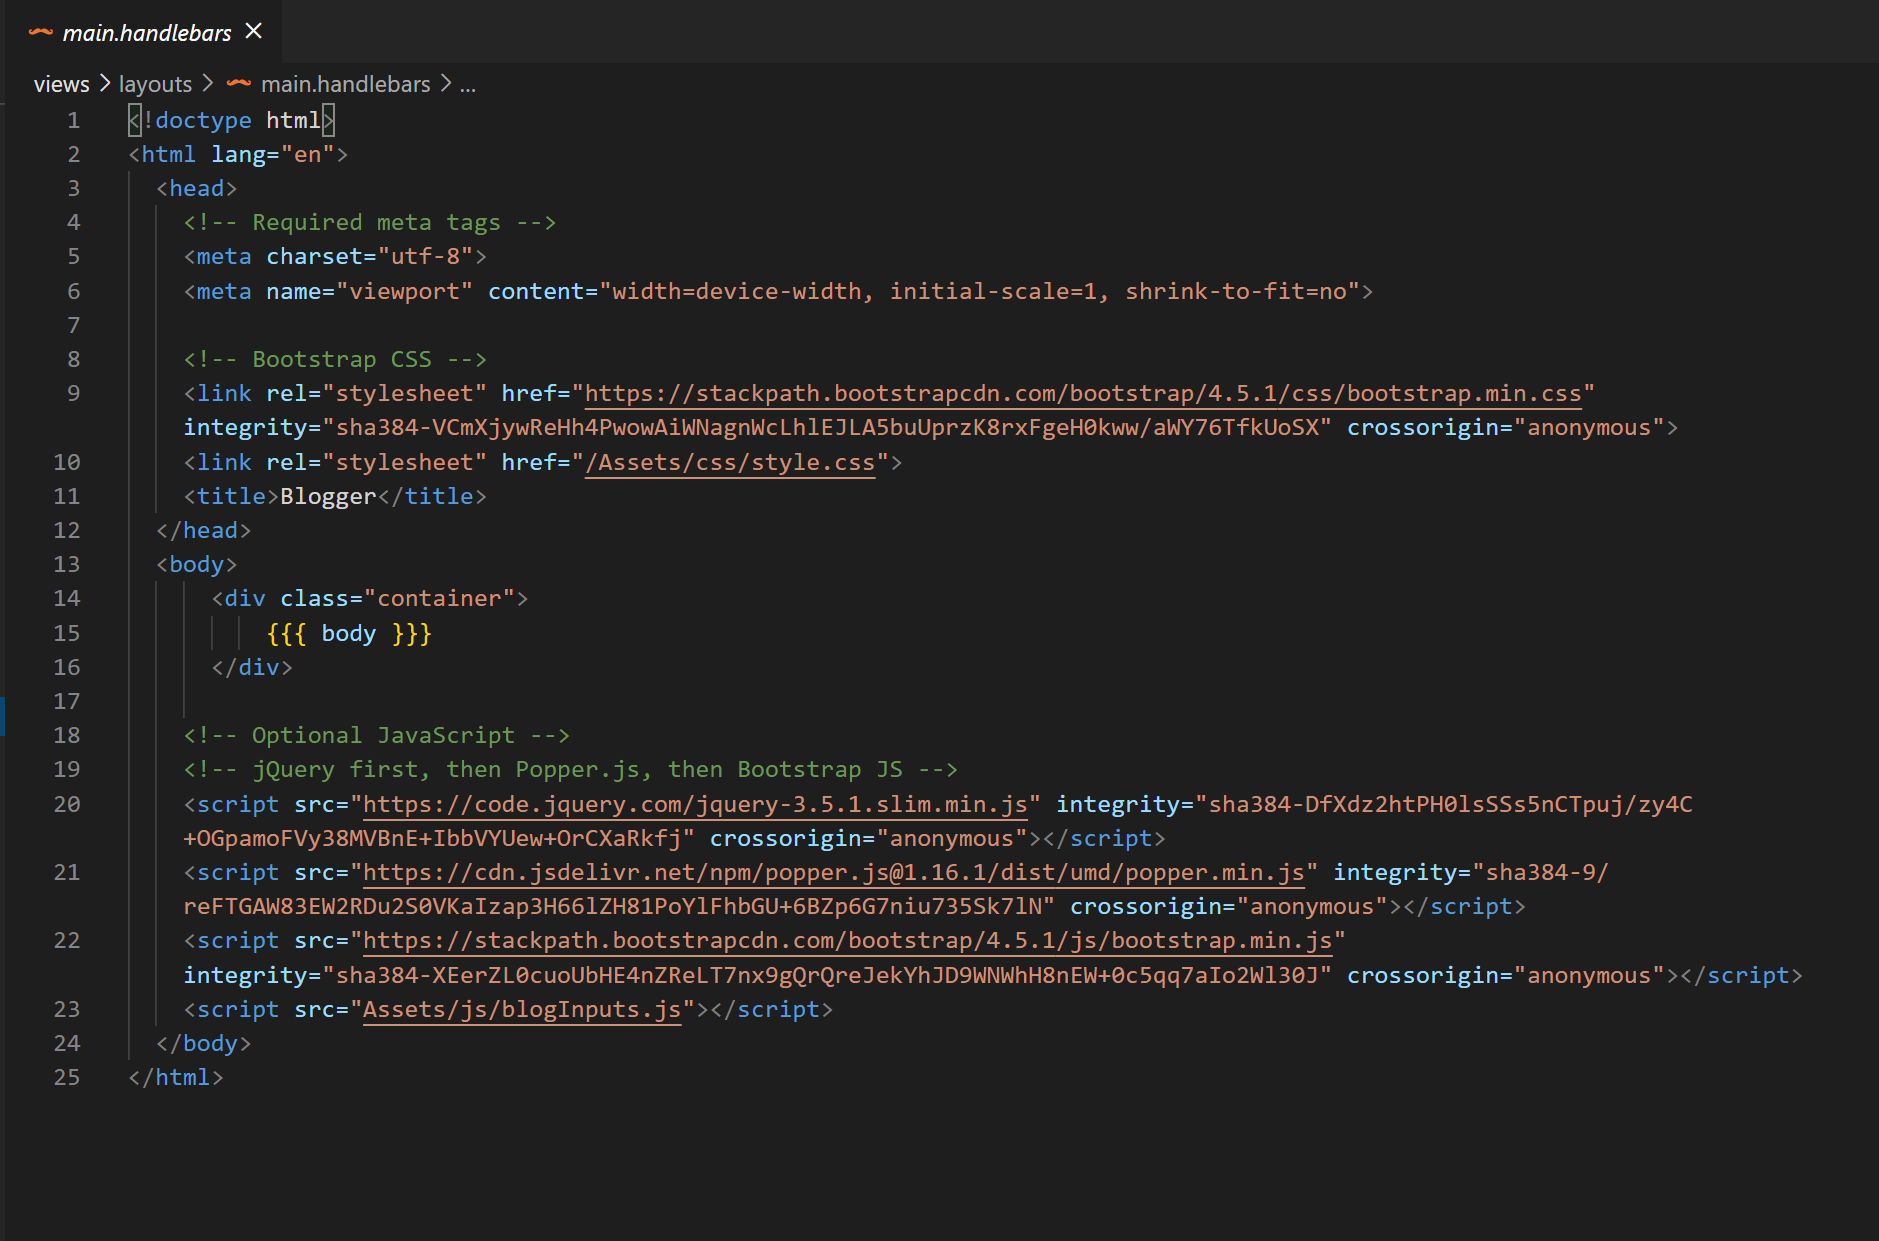 main.handlebars
views > layouts > main.handlebars > ...
1 <!doctype html>
2 <html lang="en">
3 <head>
4 <!-- Required meta tags -->
5 <meta charset="utf-8">
6 <meta name="viewport" content="width=device-width, initial-scale=1, shrink-to-fit=no">
7
8 <!-- Bootstrap CSS -->
9 <link rel="stylesheet" href="https://stackpath.bootstrapcdn.com/bootstrap/4.5.1/css/bootstrap.min.css"
integrity="sha384-VCmXjywReHh4PwowAiWNagnWcLhlEJLA5buUprzK8rxFgeH0kww/aWY76TfkUoSX" crossorigin="anonymous">
10 <link rel="stylesheet" href="/Assets/css/style.css">
11 <title>Blogger</title>
12 </head>
13 <body>
14 <div class="container">
15 {{{ body }}}
16 </div>
17
18 <!-- Optional JavaScript -->
19 <!-- jQuery first, then Popper.js, then Bootstrap JS -->
20 <script src="https://code.jquery.com/jquery-3.5.1.slim.min.js" integrity="sha384-DfXdz2htPH0lsSSs5nCTpuj/zy4C
+OGpamoFVy38MVBnE+IbbVYUew+OrCXaRkfj" crossorigin="anonymous"></script>
21 <script src="https://cdn.jsdelivr.net/npm/popper.js@1.16.1/dist/umd/popper.min.js" integrity="sha384-9/
reFTGAW83EW2RDu2S0VKaIzap3H66lZH81PoYlFhbGU+6BZp6G7niu735Sk7lN" crossorigin="anonymous"></script>
22 <script src="https://stackpath.bootstrapcdn.com/bootstrap/4.5.1/js/bootstrap.min.js"
integrity="sha384-XEerZL0cuoUbHE4nZReLT7nx9gQrQreJekYhJD9WNWhH8nEW+0c5qq7aIo2Wl30J" crossorigin="anonymous"></script>
23 <script src="Assets/js/blogInputs.js"></script>
24 </body>
25 </html>